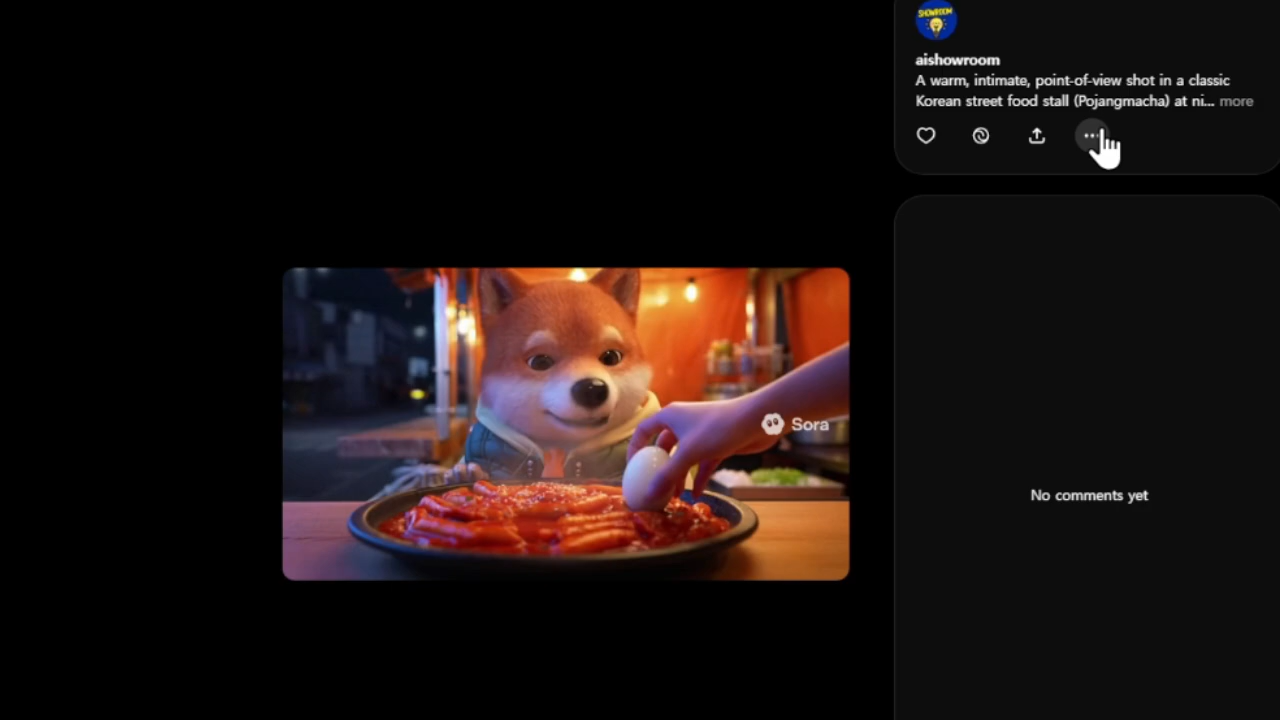 SHOWROOM
aishowroom
A warm, intimate, point-of-view shot in a classic
Korean street food stall (Pojangmacha) at ni... more
Sora
No comments yet